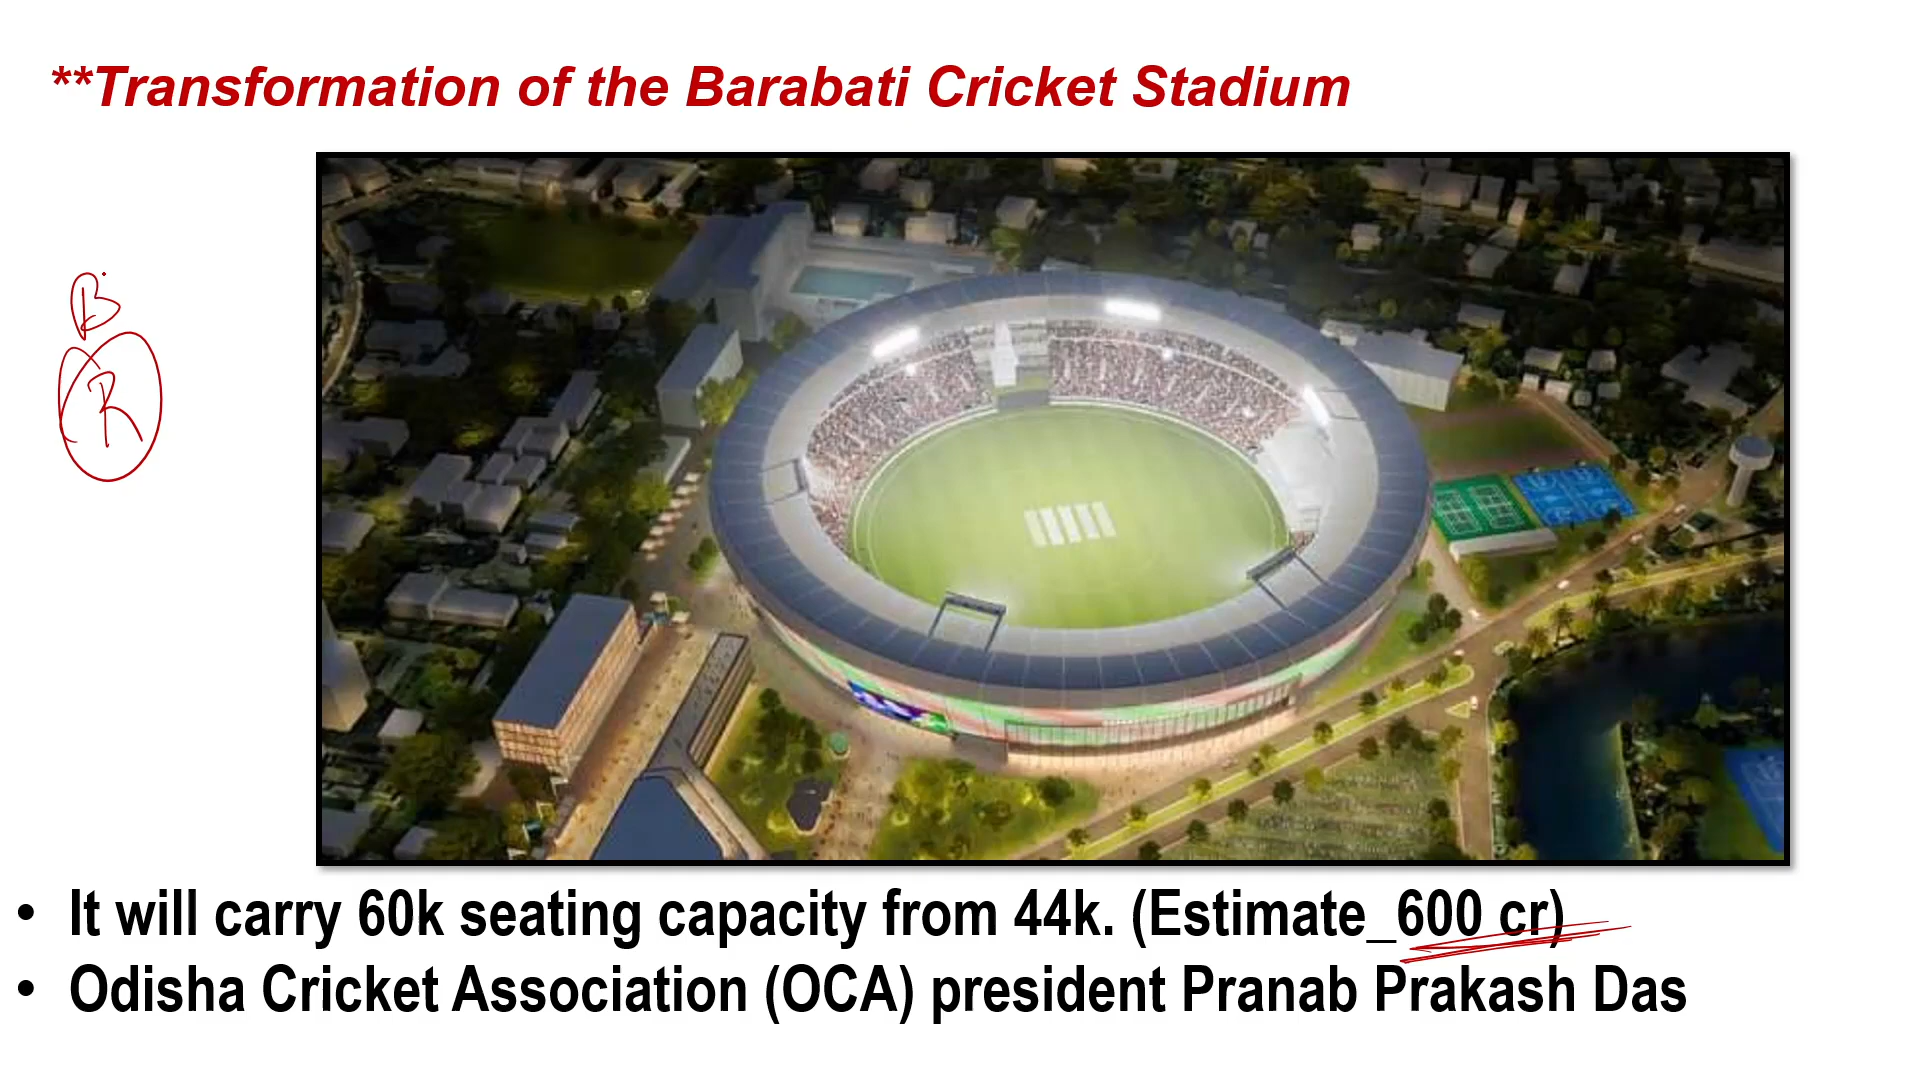 **Transformation of the Barabati Cricket Stadium
B
R
• It will carry 60k seating capacity from 44k. (Estimate_600 cr)
• Odisha Cricket Association (OCA) president Pranab Prakash Das